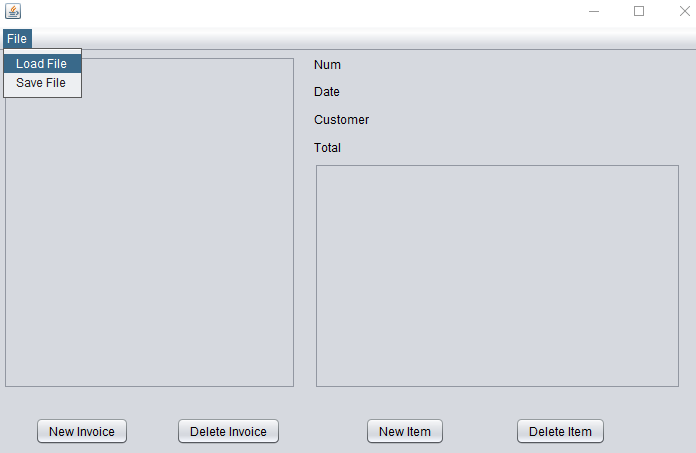 File
Load File
Save File
Num
Date
Customer
Total
New Invoice
Delete Invoice
New Item
Delete Item